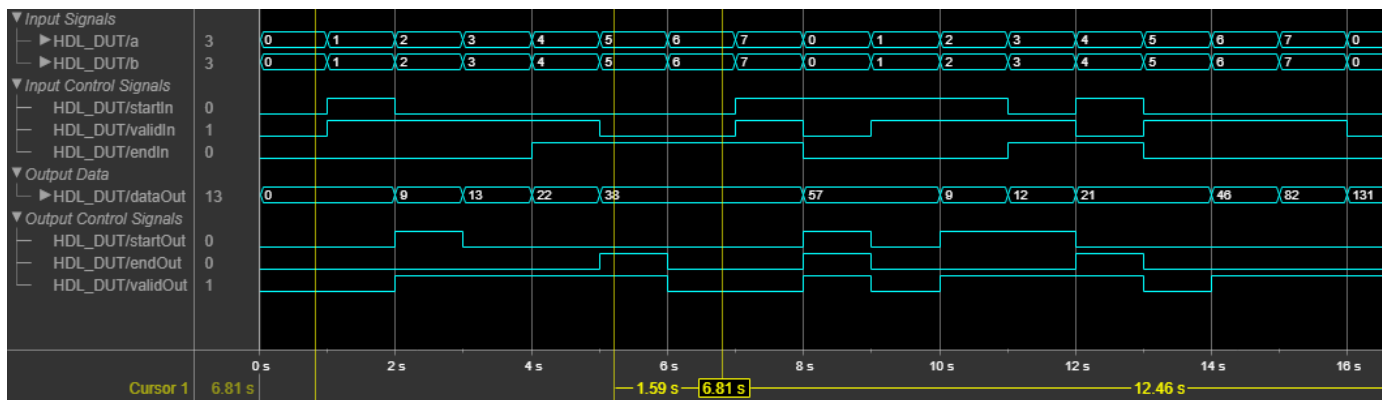 Input Signals
HDL_DUT/a 3 0 1 2 3 4 5 6 7 0 1 2 3 4 5 6 7 0
HDL_DUT/b 3 0 1 2 3 4 5 6 7 0 1 2 3 4 5 6 7 0
Input Control Signals
HDL_DUT/startIn 0
HDL_DUT/validIn 1
HDL_DUT/endIn 0
Output Data
HDL_DUT/dataOut 13 0 9 13 22 38 57 9 12 21 46 82 131
Output Control Signals
HDL_DUT/startOut 0
HDL_DUT/endOut 0
HDL_DUT/validOut 1
0 s 2 s 4 s 6 s 8 s 10 s 12 s 14 s 16 s
Cursor 1 6.81 s 1.59 s 6.81 s 12.46 s